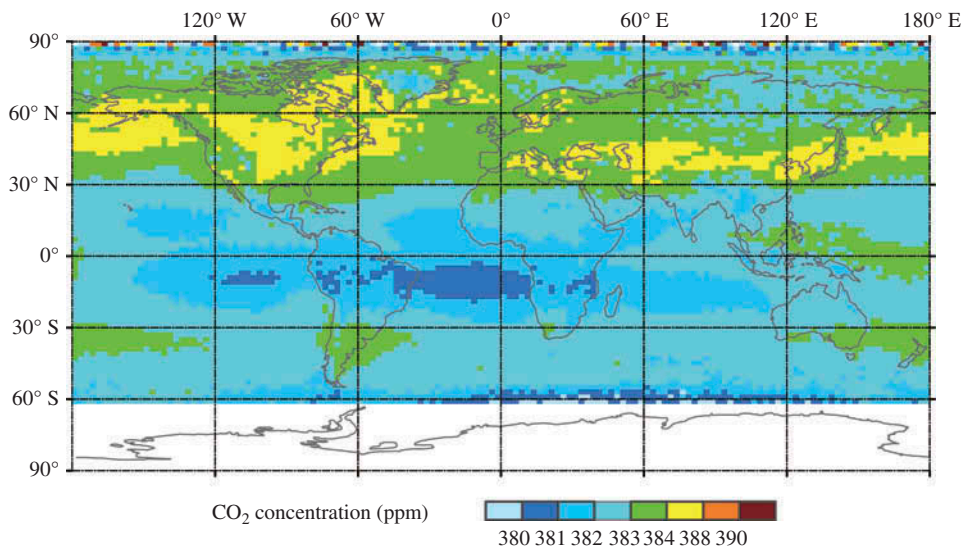 120° W 60° W 0° 60° E 120° E 180° E
90°
60° N
30° N
0°
30° S
60° S
90°
CO₂ concentration (ppm)
380 381 382 383 384 388 390